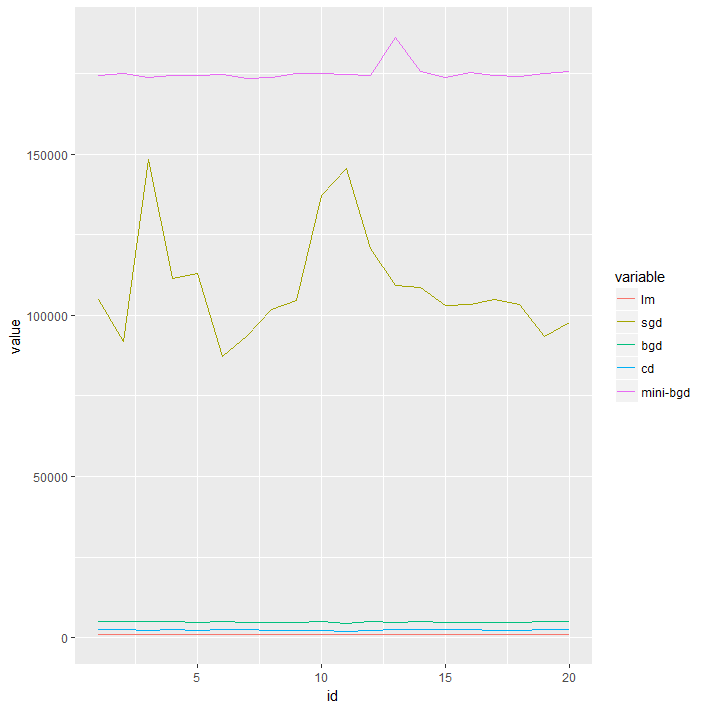 150000
100000
50000
0
value
5
10
15
20
id
variable
lm
sgd
bgd
cd
mini-bgd